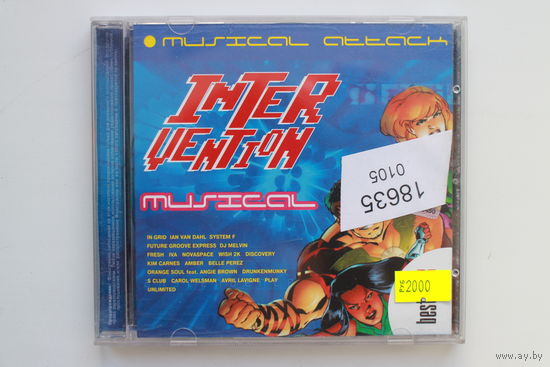 musical attack
INTER
VENTION
musical
IN-GRID IAN VAN DAHL SYSTEM F
FUTURE GROOVE EXPRESS DJ MELVIN
FRESH IVA NOVASPACE WISH 2K DISCOVERY
KIM CARNES AMBER BELLE PEREZ
ORANGE SOUL feat. ANGIE BROWN DRUNKENMUNKY
S CLUB CAROL WELSMAN AVRIL LAVIGNE PLAY
UNLIMITED
18635
0105
РУБ 2000
best
www.ay.by